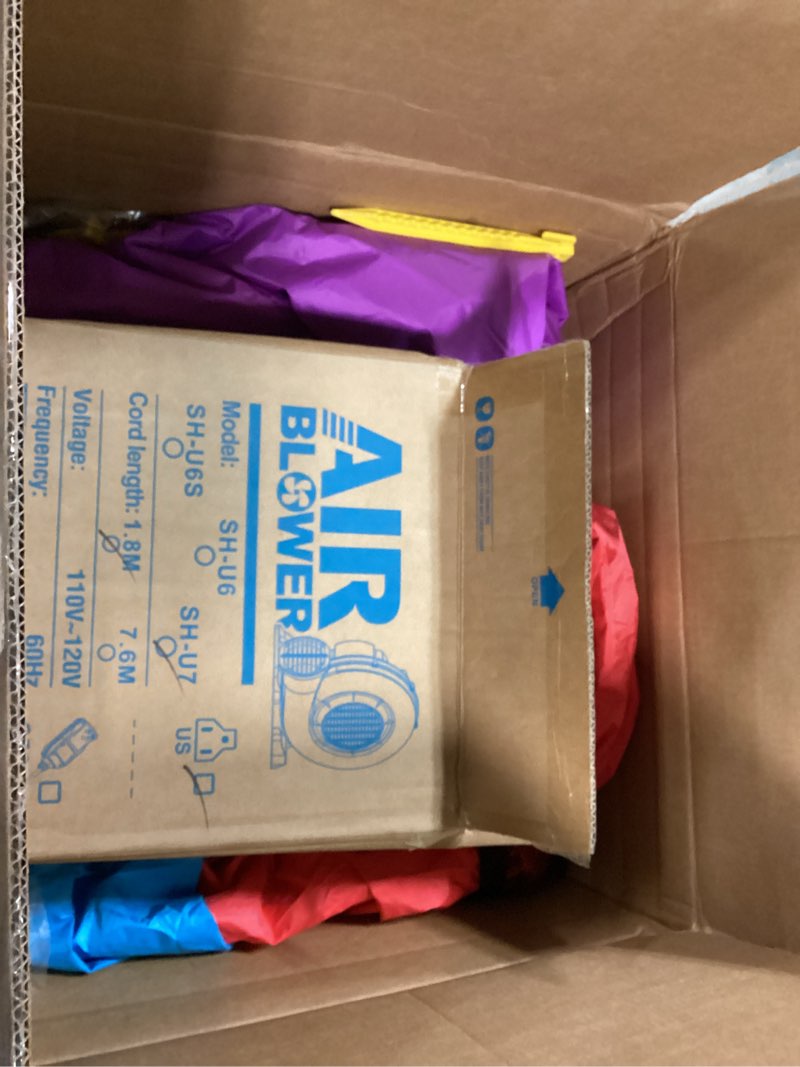 AIR
BLOWER
Model:
SH-U6
SH-U7
SH-U6S
Cord length: 1.8M
7.6M
Voltage:
110V~120V
Frequency:
60Hz
US
OPEN